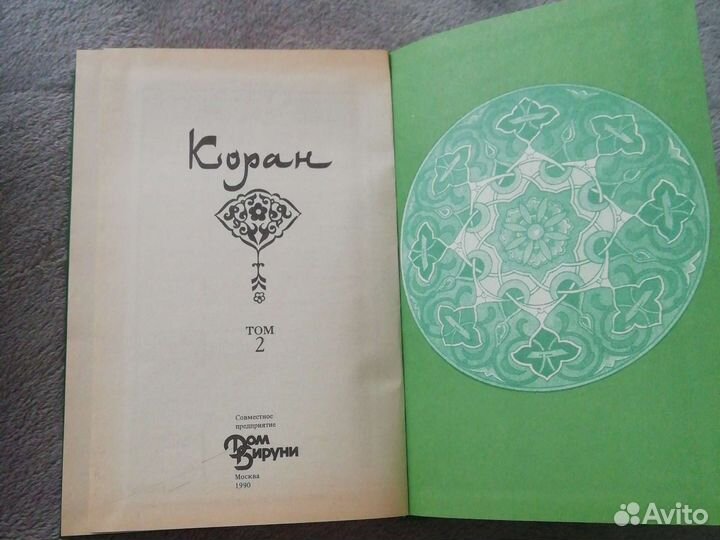 Коран
ТОМ
2
Совместное
предприятие
Дом
Бируни
Москва
1990
Avito